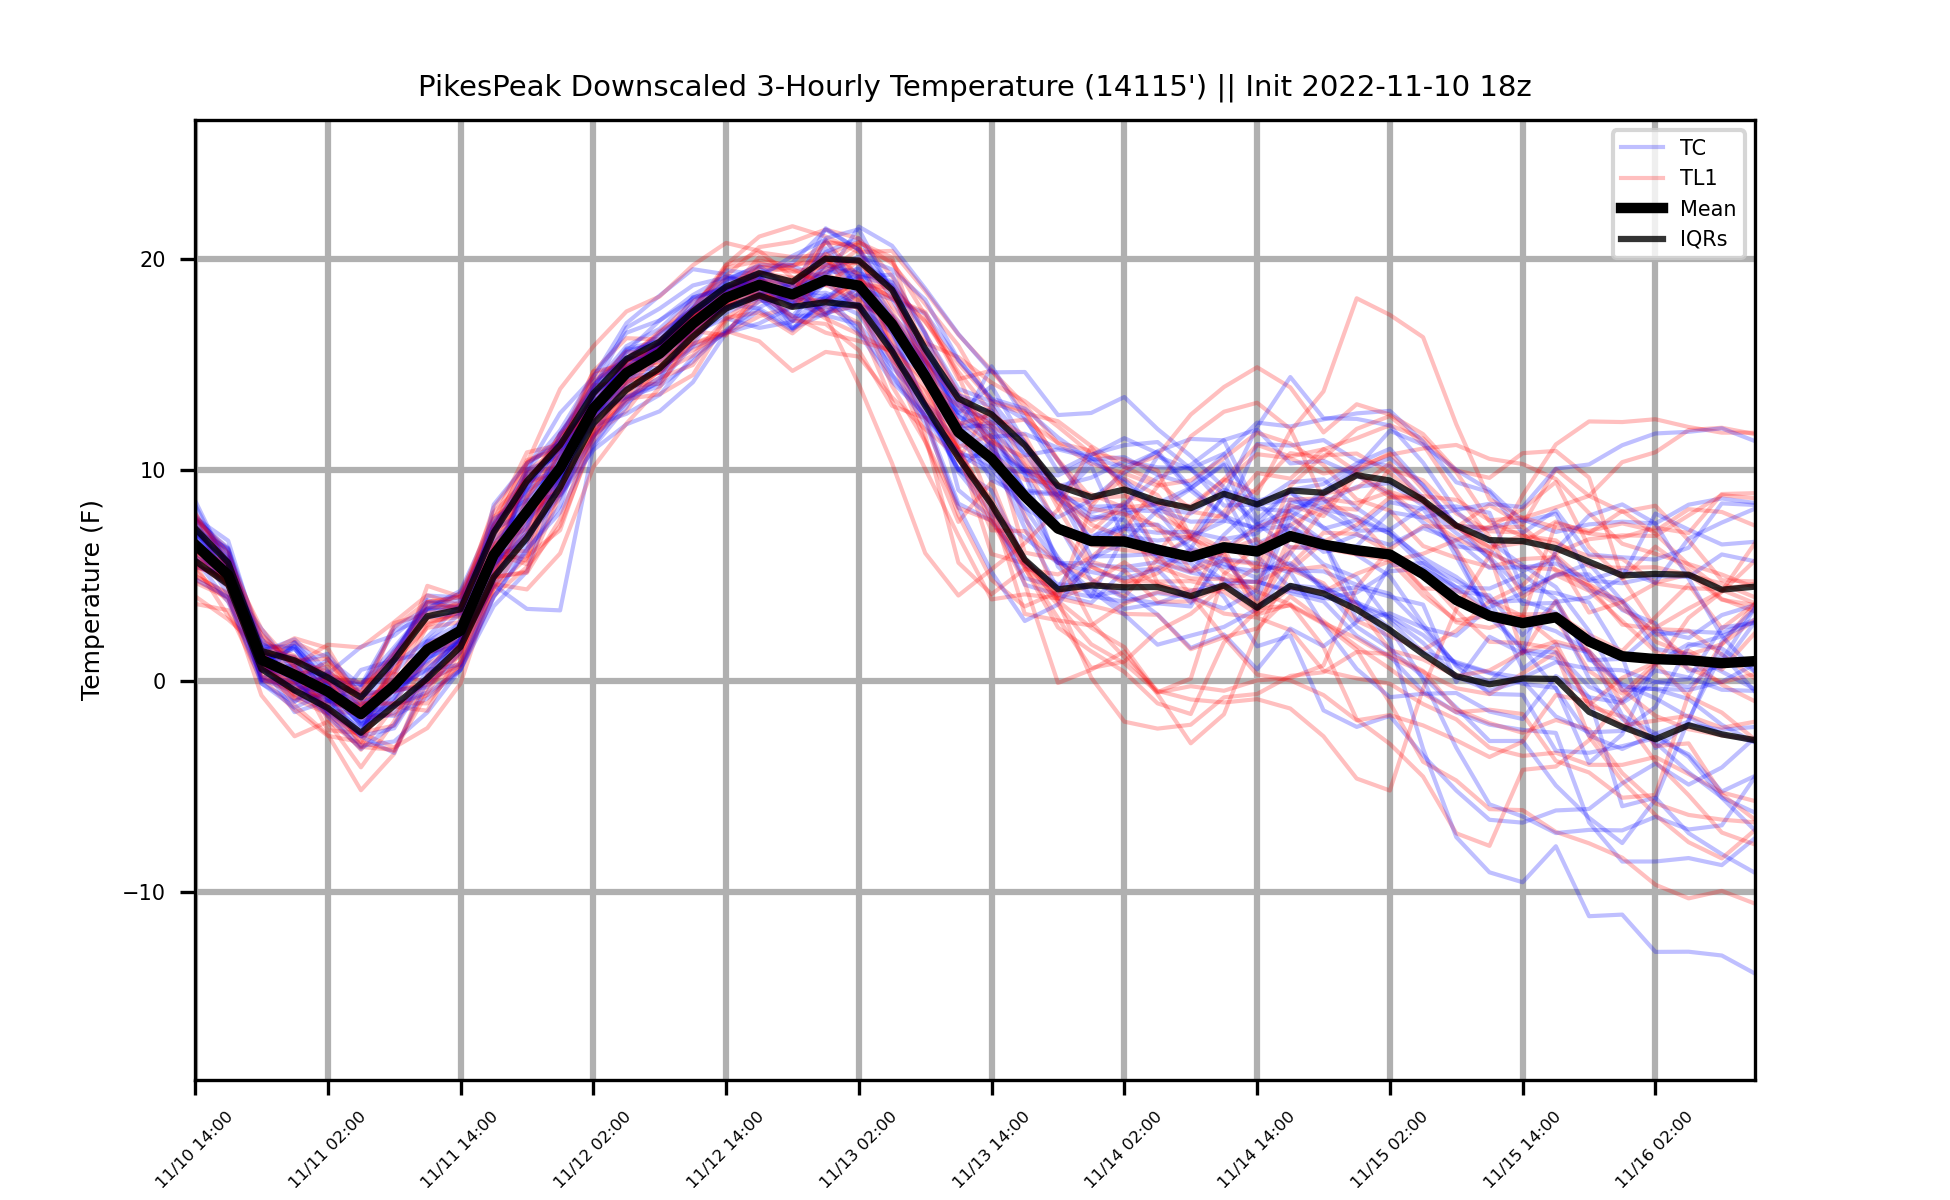 PikesPeak Downscaled 3-Hourly Temperature (14115') || Init 2022-11-10 18z
TC
TL1
Mean
IQRs
Temperature (F)
20
10
0
−10
11/10 14:00
11/11 02:00
11/11 14:00
11/12 02:00
11/12 14:00
11/13 02:00
11/13 14:00
11/14 02:00
11/14 14:00
11/15 02:00
11/15 14:00
11/16 02:00